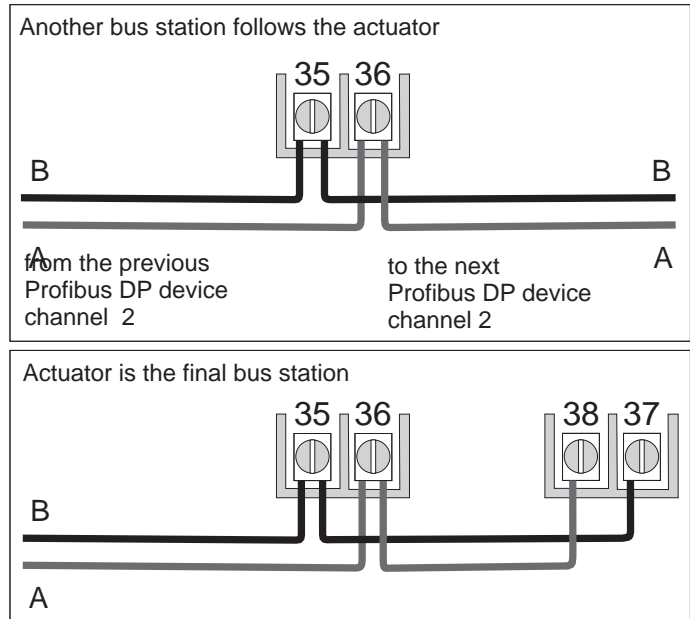 Another bus station follows the actuator
35 36
B B
A A
from the previous
Profibus DP device
channel 2
to the next
Profibus DP device
channel 2
Actuator is the final bus station
35 36 38 37
B
A